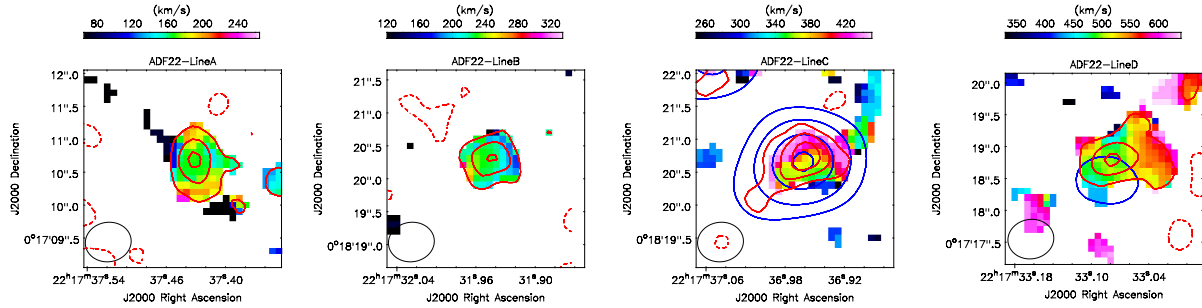 (km/s)
80 120 160 200 240
ADF22-LineA
12".0
11".5
11".0
10".5
10".0
0°17'09".5
22ʰ17ᵐ37ˢ.54 37ˢ.46 37ˢ.38
J2000 Right Ascension
J2000 Declination
(km/s)
120 160 200 240 280 320
ADF22-LineB
21".5
21".0
20".5
20".0
19".5
0°18'19".0
22ʰ17ᵐ32ˢ.04 31ˢ.96 31ˢ.90
J2000 Right Ascension
J2000 Declination
(km/s)
260 300 340 380 420
ADF22-LineC
22".0
21".5
21".0
20".5
20".0
0°18'19".5
22ʰ17ᵐ37ˢ.06 36ˢ.98 36ˢ.92
J2000 Right Ascension
J2000 Declination
(km/s)
350 400 450 500 550 600
ADF22-LineD
20".0
19".5
19".0
18".5
18".0
0°17'17".5
22ʰ17ᵐ33ˢ.18 33ˢ.10 33ˢ.04
J2000 Right Ascension
J2000 Declination